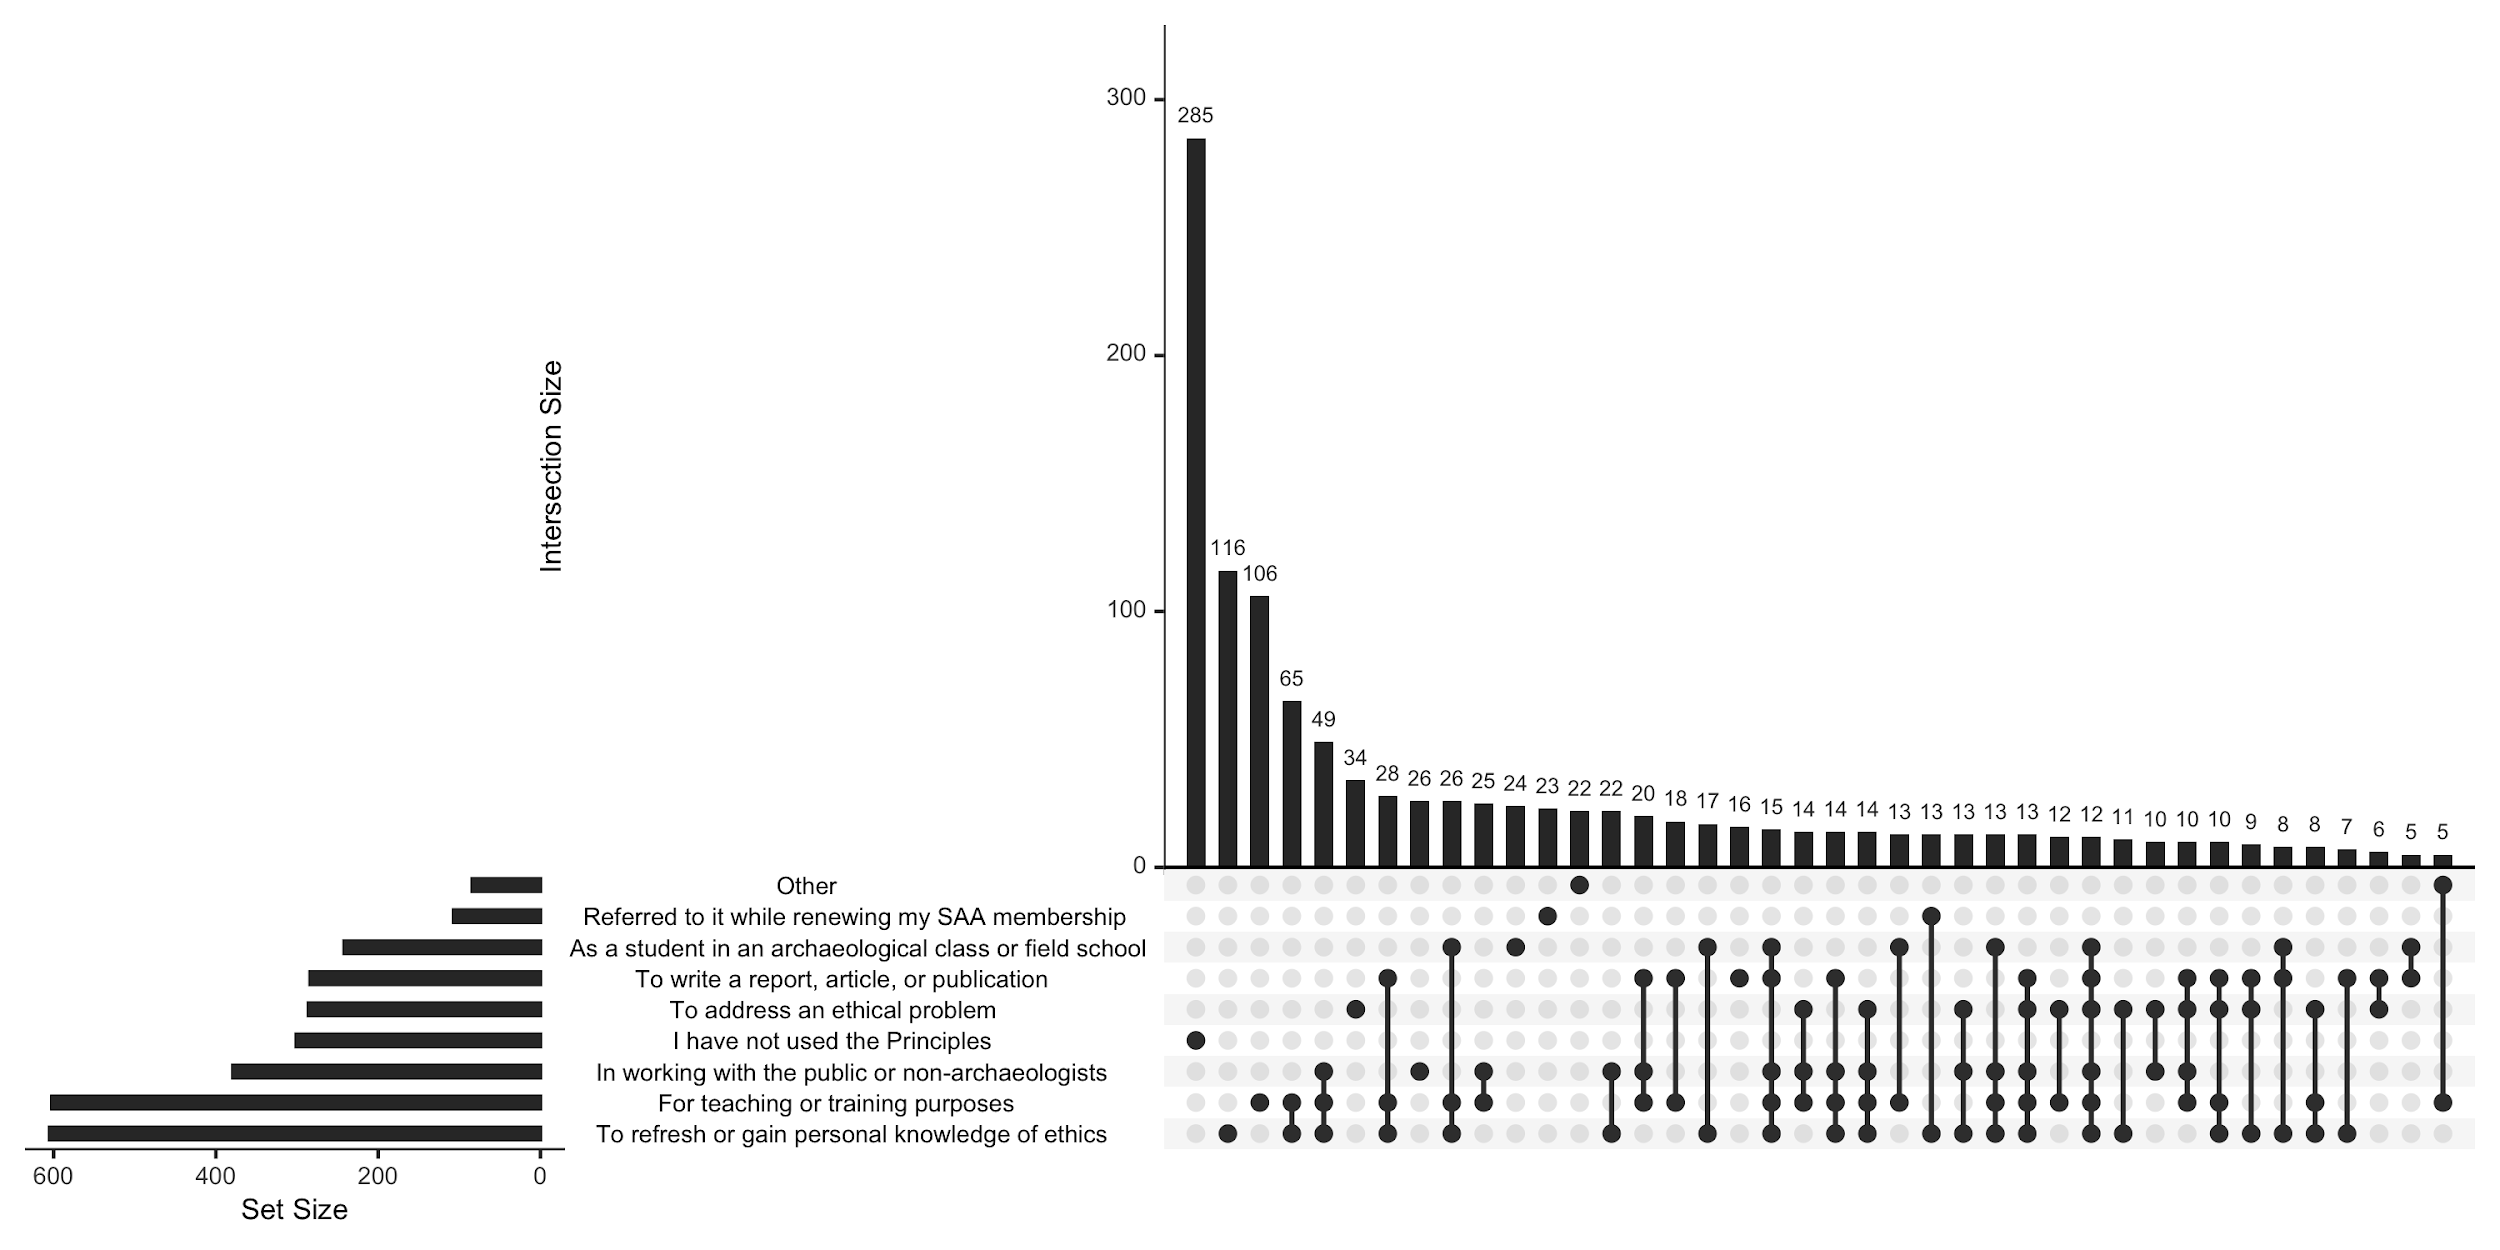 300
285
200
116
106
100
65
49
34
28 26 26 25 24 23 22 22 20 18 17 16 15 14 14 14 13 13 13 13 13 12 12 11 10 10 10 9 8 8 7 6 5 5
0
Intersection Size
Other
Referred to it while renewing my SAA membership
As a student in an archaeological class or field school
To write a report, article, or publication
To address an ethical problem
I have not used the Principles
In working with the public or non-archaeologists
For teaching or training purposes
To refresh or gain personal knowledge of ethics
600 400 200 0
Set Size